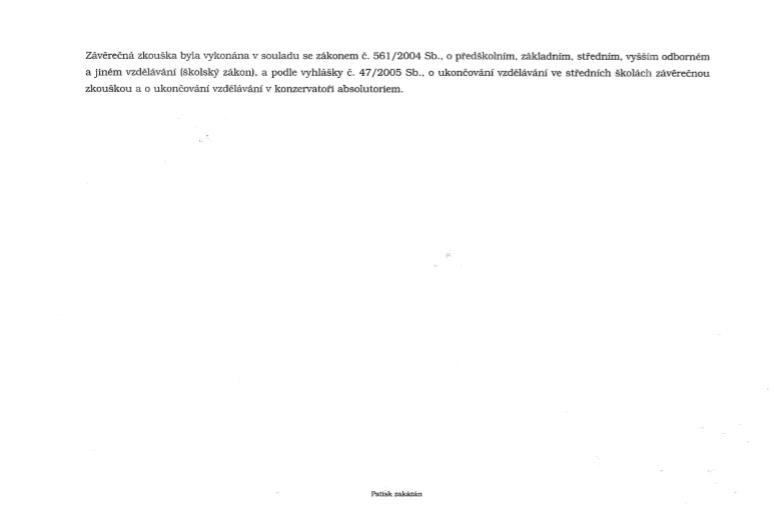 Závěrečná zkouška byla vykonána v souladu se zákonem č. 561/2004 Sb., o předškolním, základním, středním, vyšším odborném
a jiném vzdělávání (školský zákon), a podle vyhlášky č. 47/2005 Sb., o ukončování vzdělávání ve středních školách závěrečnou
zkouškou a o ukončování vzdělávání v konzervatoři absolutoriem.
Patisk zakázán